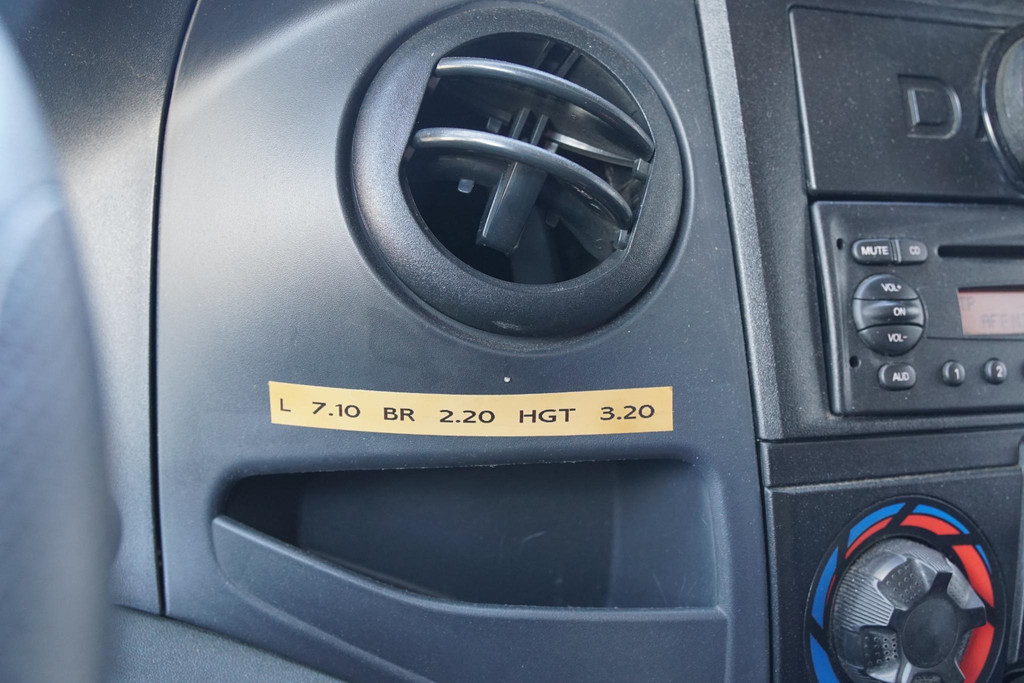 D
MUTE CD
VOL+
ON
VOL-
AUD 1 2
L 7.10 BR 2.20 HGT 3.20